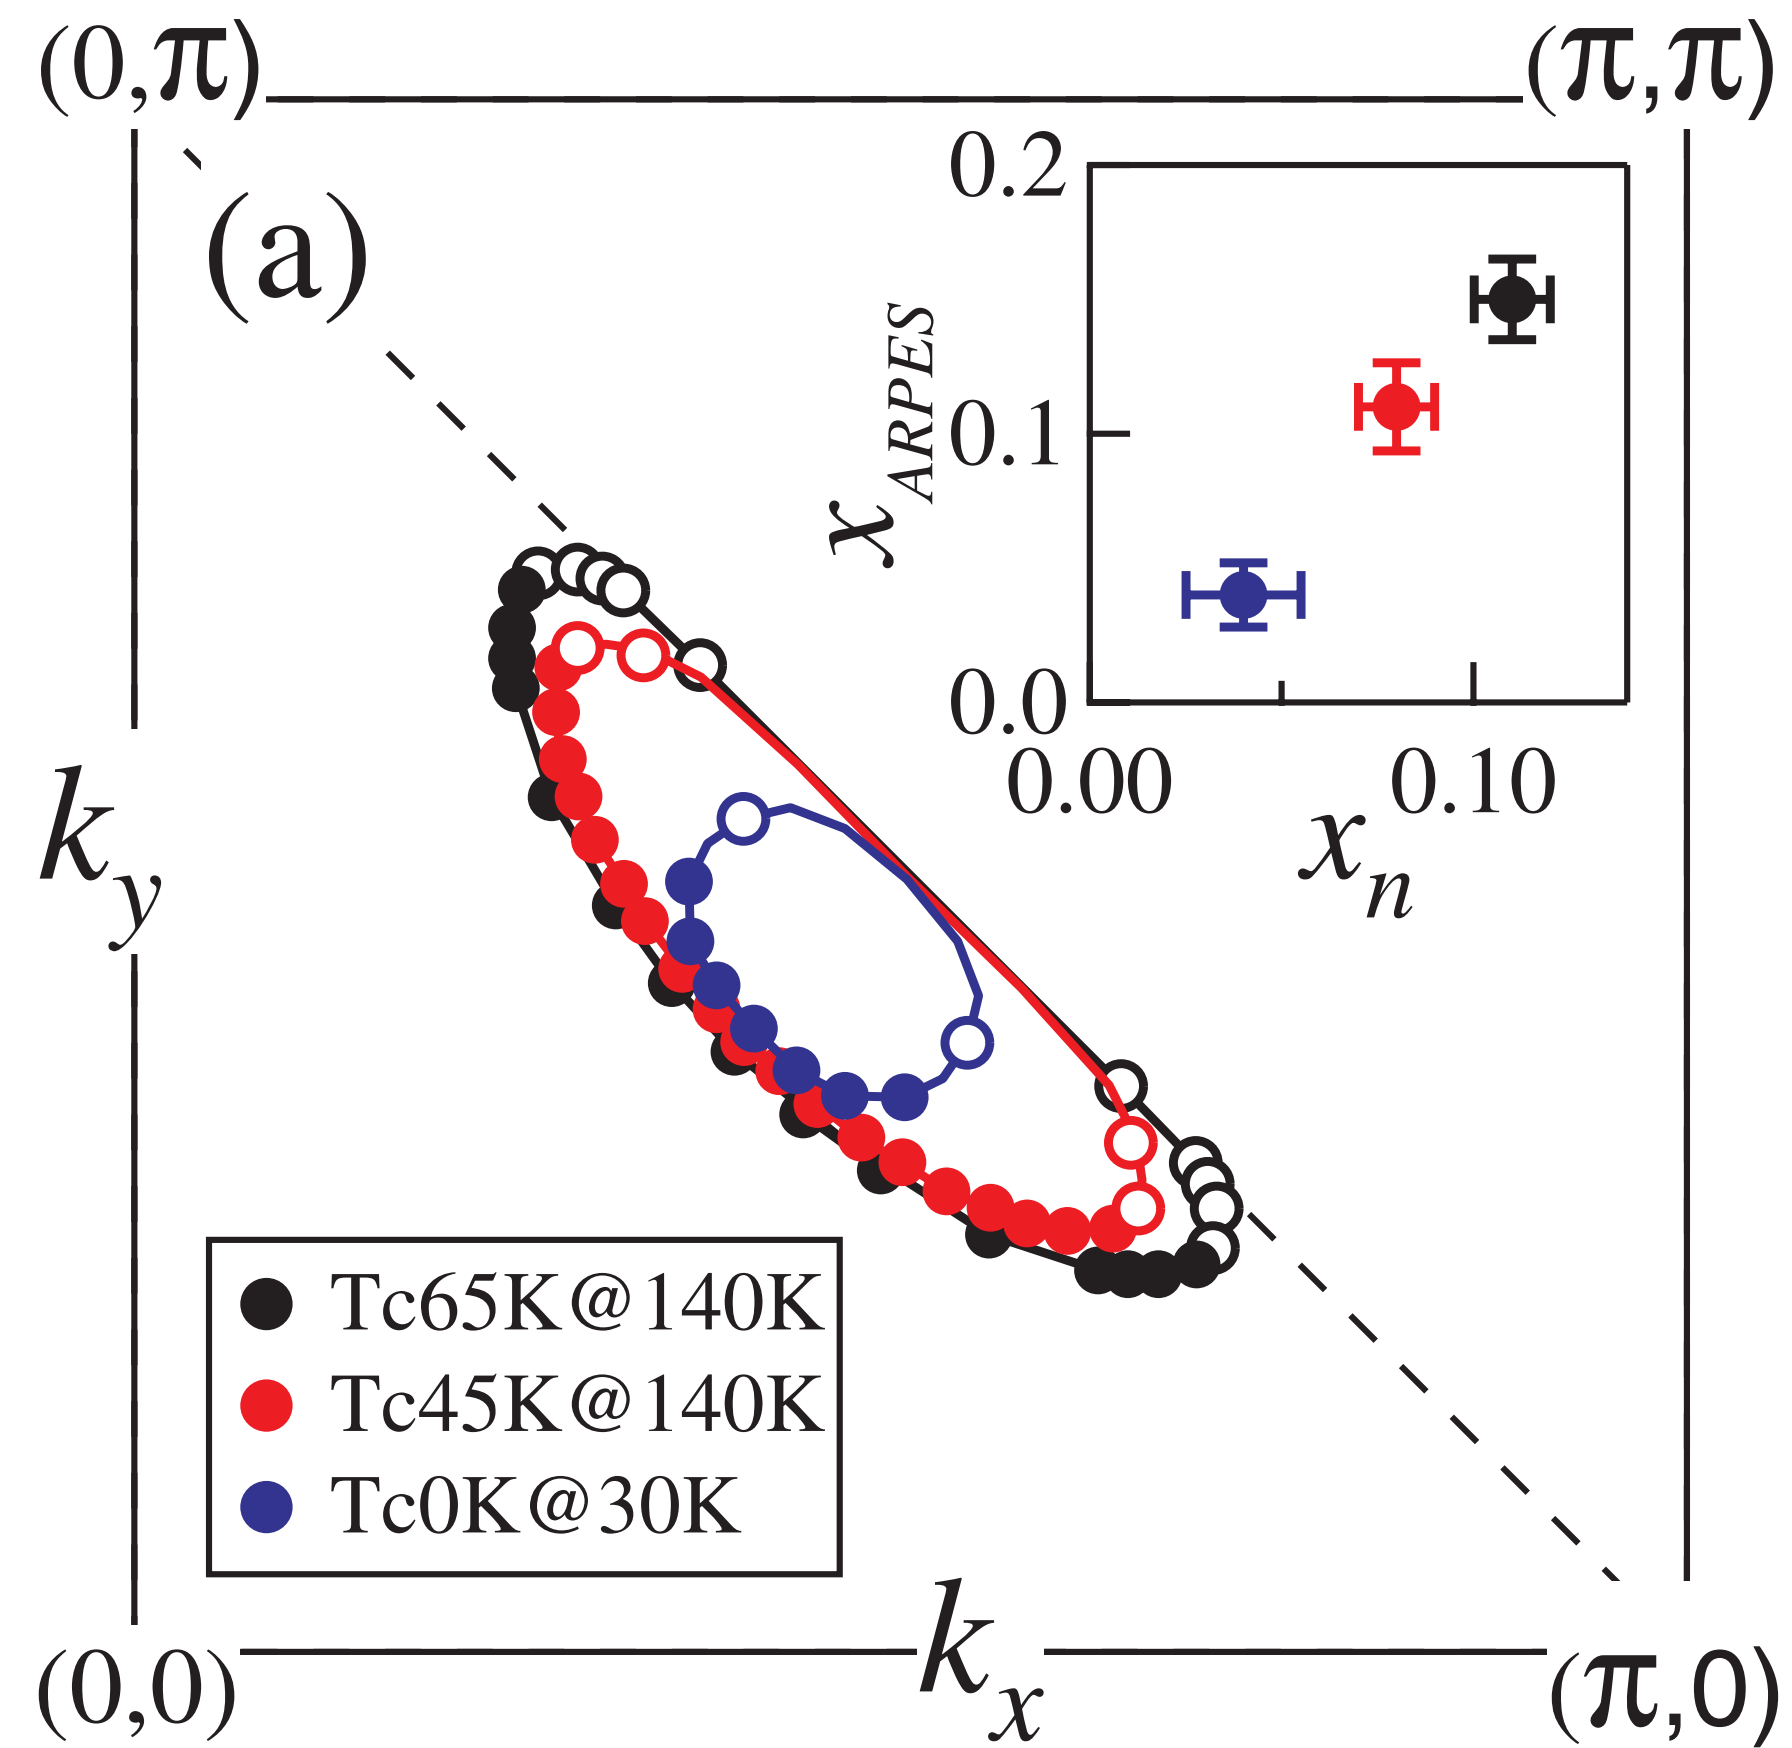 (0,π)
(π,π)
(a)
0.2
0.1
0.0
x_ARPES
0.00
0.10
x_n
k_y
Tc65K@140K
Tc45K@140K
Tc0K@30K
(0,0)
k_x
(π,0)